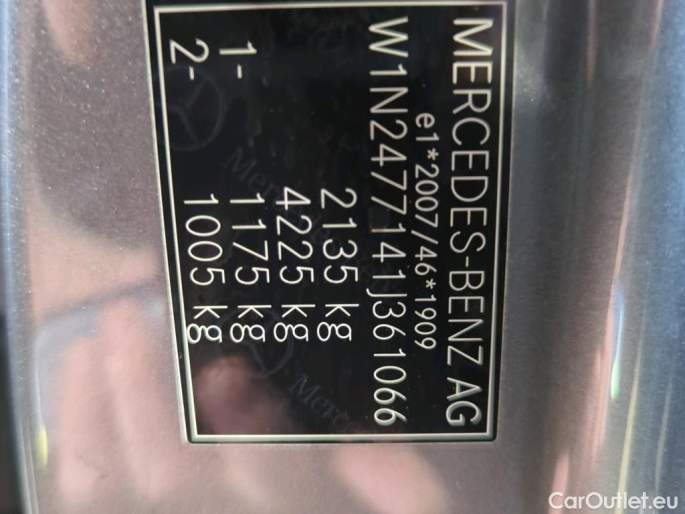 MERCEDES-BENZ AG
e1*2007/46*1909
W1N2477141J361066
2135 kg
4225 kg
1- 1175 kg
2- 1005 kg
CarOutlet.eu